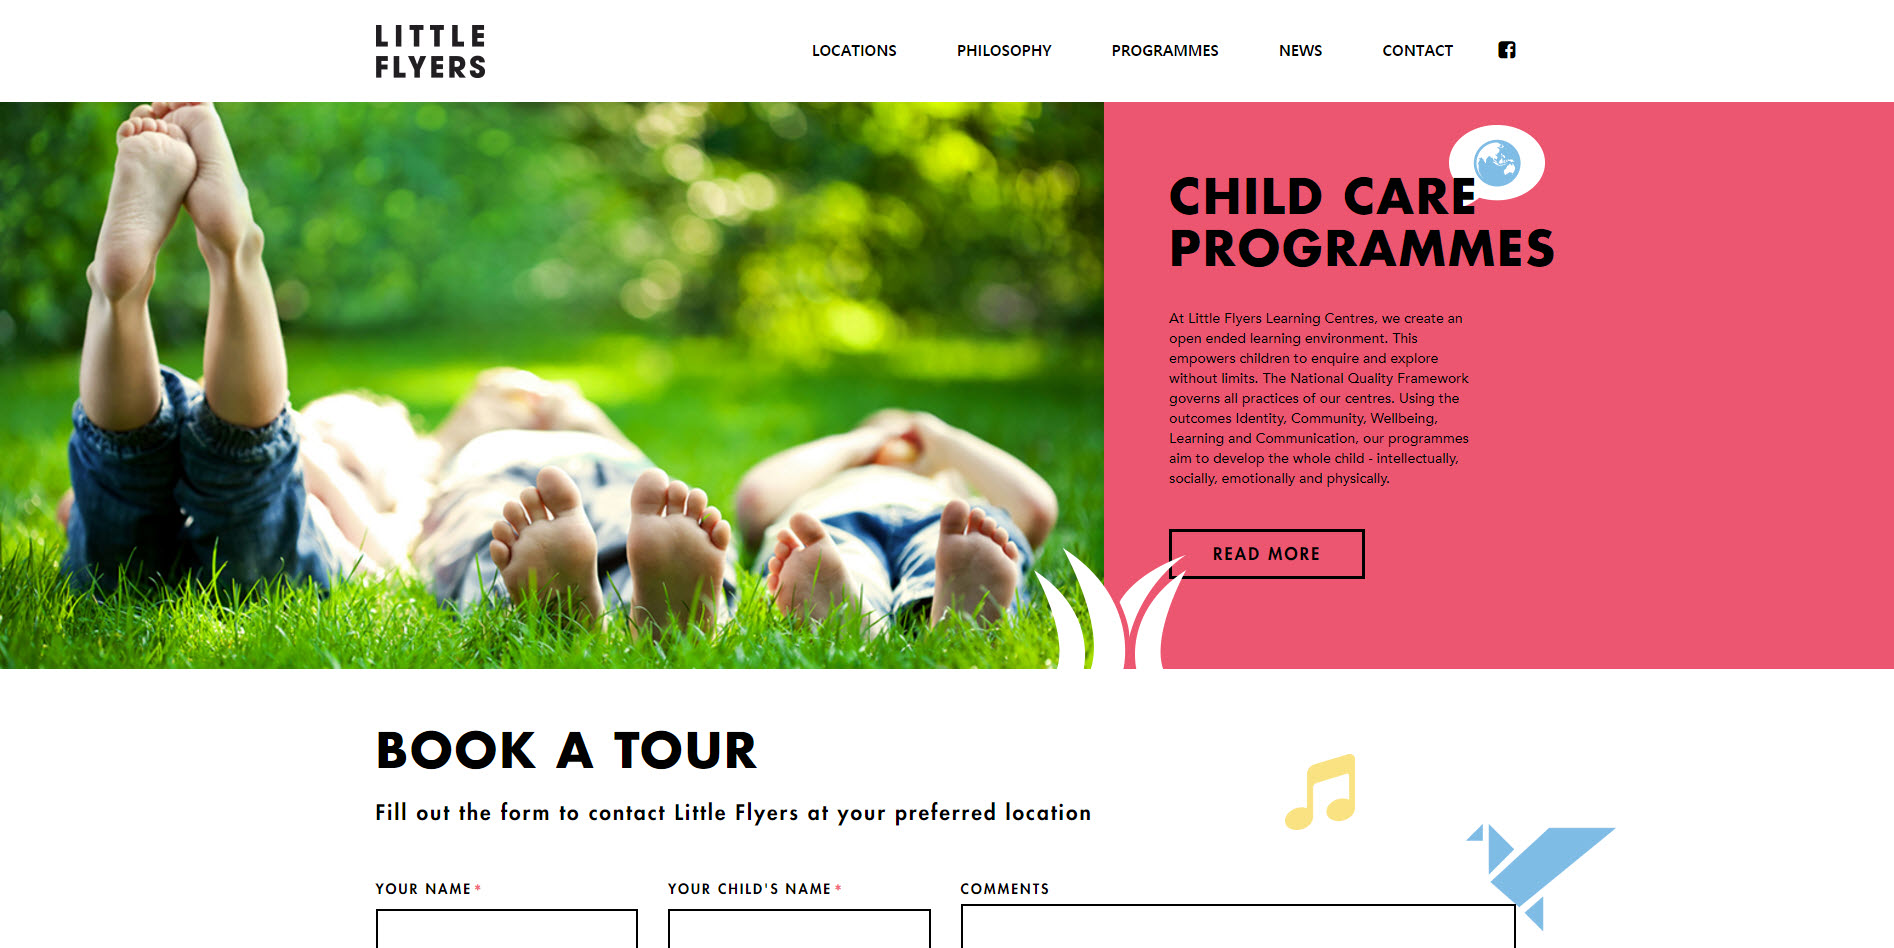 LITTLE
FLYERS
LOCATIONS
PHILOSOPHY
PROGRAMMES
NEWS
CONTACT
CHILD CARE
PROGRAMMES
At Little Flyers Learning Centres, we create an
open ended learning environment. This
empowers children to enquire and explore
without limits. The National Quality Framework
governs all practices of our centres. Using the
outcomes Identity, Community, Wellbeing,
Learning and Communication, our programmes
aim to develop the whole child - intellectually,
socially, emotionally and physically.
READ MORE
BOOK A TOUR
Fill out the form to contact Little Flyers at your preferred location
YOUR NAME *
YOUR CHILD'S NAME *
COMMENTS